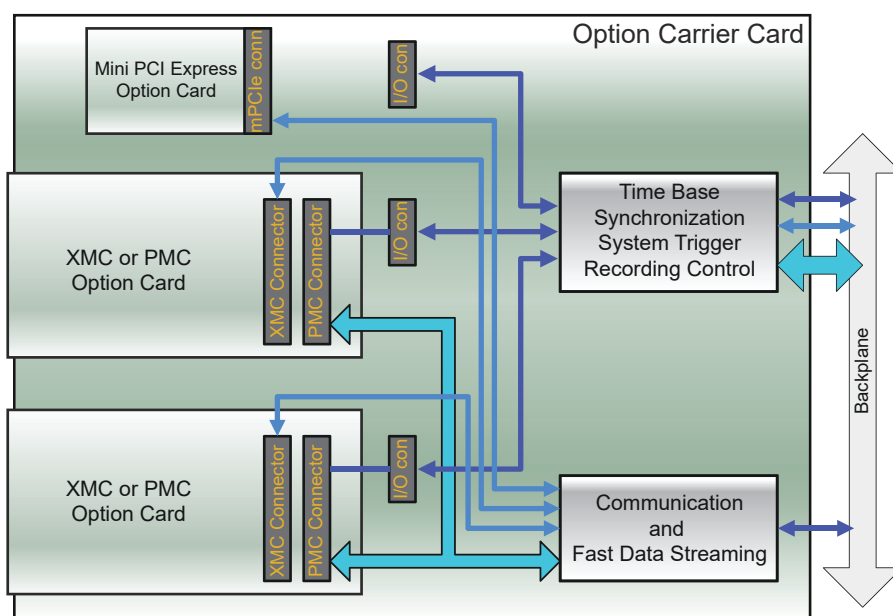 Option Carrier Card
Mini PCI Express
Option Card
mPCIe conn
I/O con
XMC or PMC
Option Card
XMC Connector
PMC Connector
I/O con
Time Base
Synchronization
System Trigger
Recording Control
Backplane
XMC or PMC
Option Card
XMC Connector
PMC Connector
I/O con
Communication
and
Fast Data Streaming